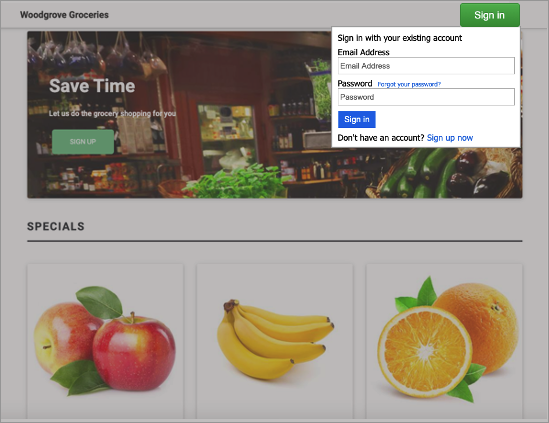 Woodgrove Groceries
Sign in
Sign in with your existing account
Email Address
Email Address
Password Forgot your password?
Password
Sign in
Don't have an account? Sign up now
Save Time
Let us do the grocery shopping for you
SIGN UP
SPECIALS